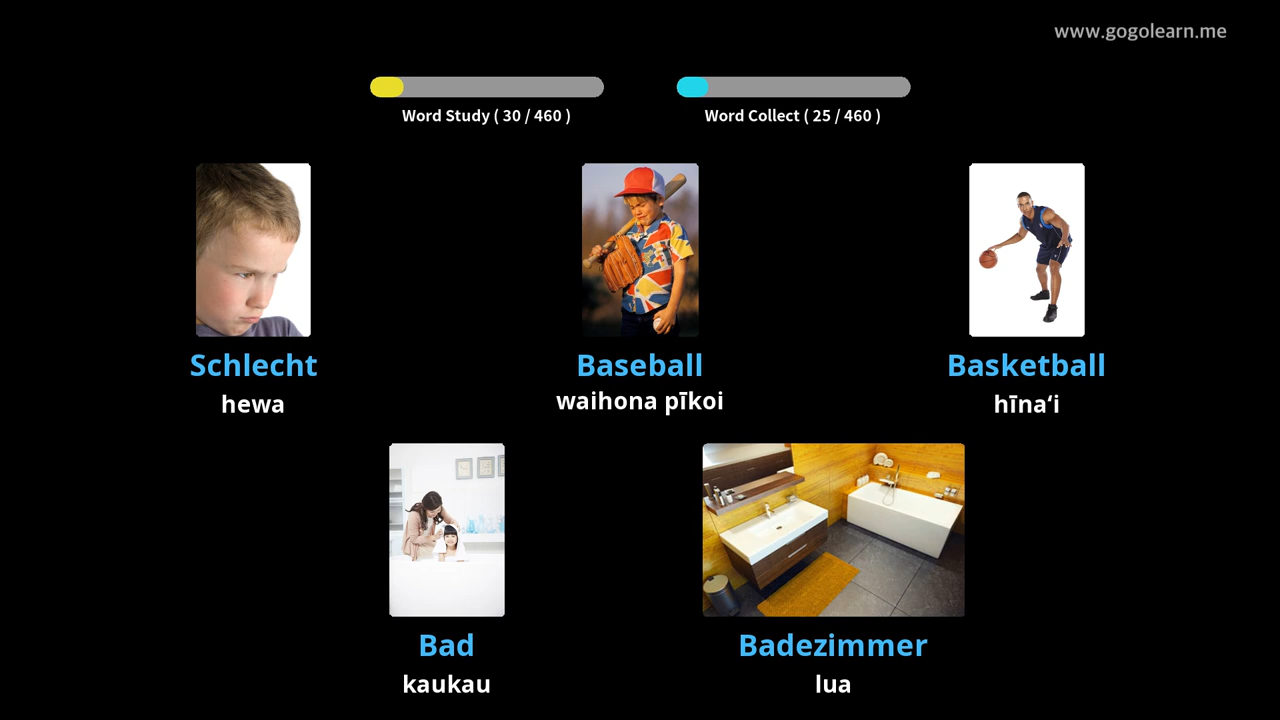 www.gogolearn.me
Word Study ( 30 / 460 )
Word Collect ( 25 / 460 )
Schlecht
hewa
Baseball
waihona pīkoi
Basketball
hīnaʻi
Bad
kaukau
Badezimmer
lua